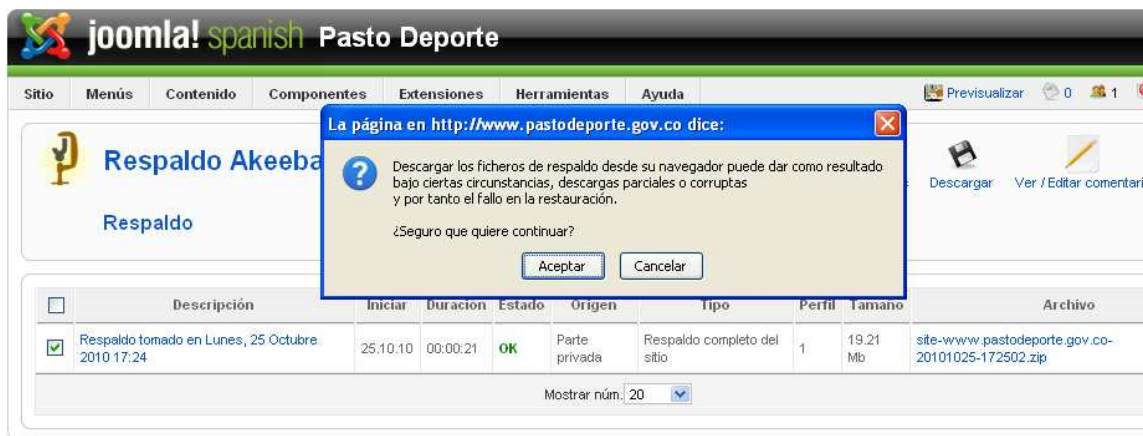 joomla! spanish Pasto Deporte
Sitio Menús Contenido Componentes Extensiones Herramientas Ayuda Previsualizar 0 1
La página en http://www.pastodeporte.gov.co dice:
Respaldo Akeeba
Descargar los ficheros de respaldo desde su navegador puede dar como resultado
bajo ciertas circunstancias, descargas parciales o corruptas
y por tanto el fallo en la restauración.
¿Seguro que quiere continuar?
Aceptar Cancelar
Descargar Ver / Editar comentari
Respaldo
Descripción Iniciar Duración Estado Origen Tipo Perfil Tamaño Archivo
Respaldo tomado en Lunes, 25 Octubre
2010 17:24
25.10.10 00:00:21 OK
Parte
privada
Respaldo completo del
sitio
1
19.21
Mb
site-www.pastodeporte.gov.co-
20101025-172502.zip
Mostrar núm. 20